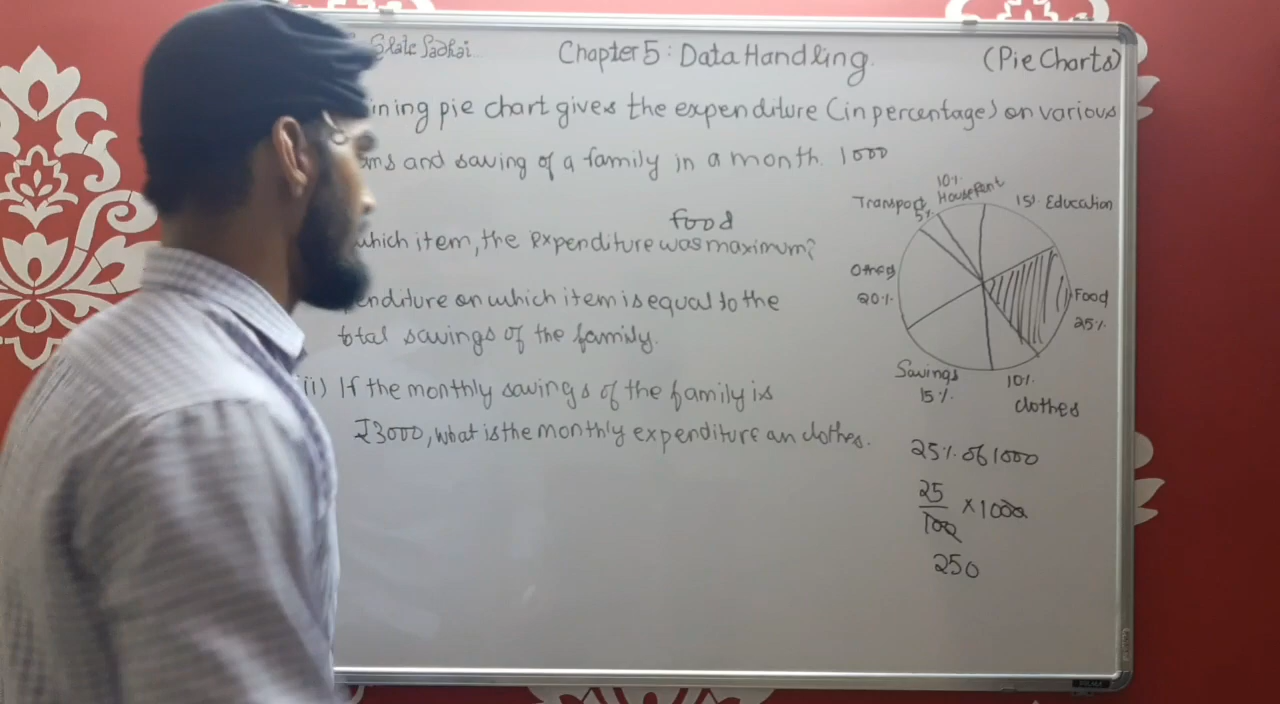 Slate Padhai
Chapter 5 : Data Handling.
(Pie Charts)
ining pie chart gives the expenditure (in percentage) on various
ms and saving of a family in a month. 1000
food
which item, the expenditure was maximum?
enditure on which item is equal to the
total savings of the family.
ii) If the monthly savings of the family is
₹3000, what is the monthly expenditure an clothes.
10%
House Rent
Transport
5%
15% Education
Others
20%
Food
25%
Savings
15%
10%
clothes
25% of 1000
25
100
x 1000
250